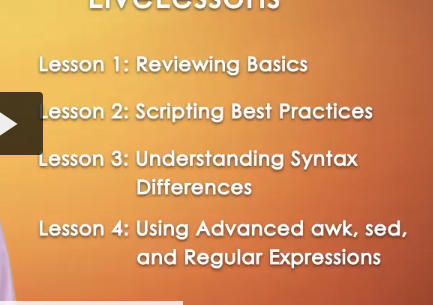 LiveLessons
Lesson 1: Reviewing Basics
Lesson 2: Scripting Best Practices
Lesson 3: Understanding Syntax
Differences
Lesson 4: Using Advanced awk, sed,
and Regular Expressions